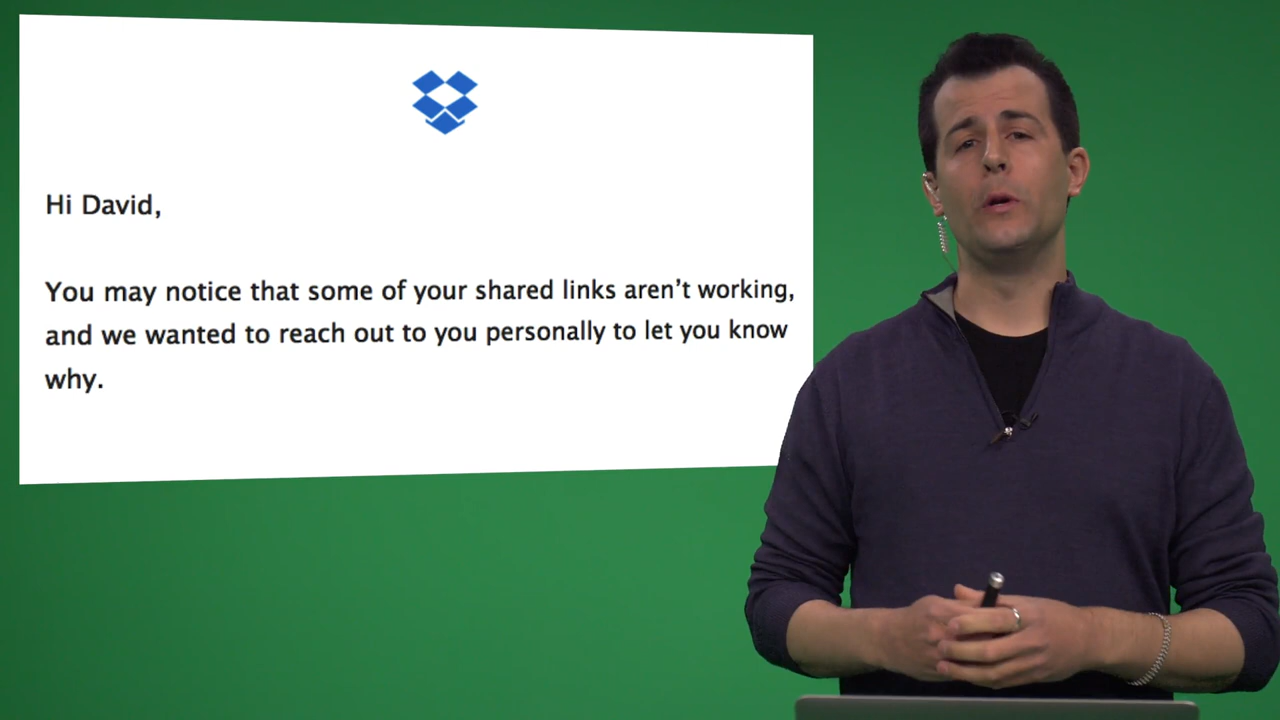 Hi David,
You may notice that some of your shared links aren’t working,
and we wanted to reach out to you personally to let you know
why.